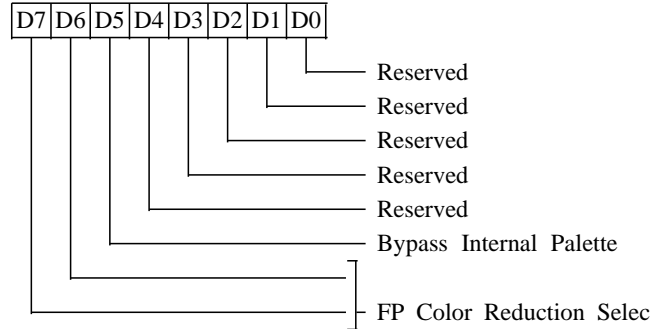 D7 D6 D5 D4 D3 D2 D1 D0
Reserved
Reserved
Reserved
Reserved
Reserved
Bypass Internal Palette
FP Color Reduction Selec